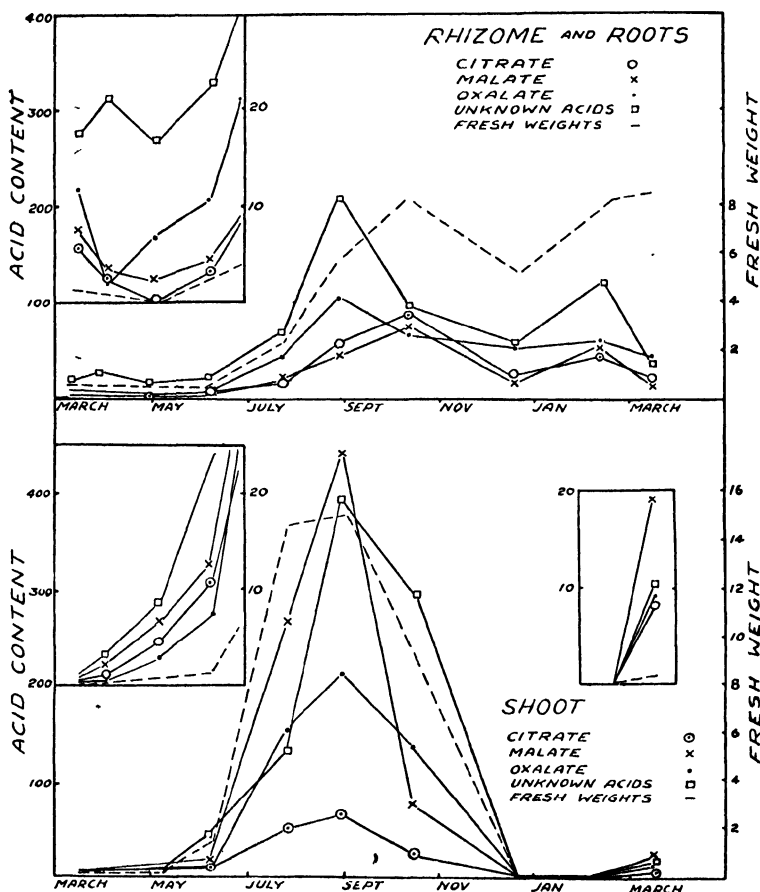 400
300
200
100
ACID CONTENT
20
10
RHIZOME AND ROOTS
CITRATE
MALATE
OXALATE
UNKNOWN ACIDS
FRESH WEIGHTS
8
6
4
2
FRESH WEIGHT
MARCH MAY JULY SEPT NOV JAN MARCH
400
300
200
100
ACID CONTENT
20
10
20
10
16
14
12
10
8
6
4
2
FRESH WEIGHT
SHOOT
CITRATE
MALATE
OXALATE
UNKNOWN ACIDS
FRESH WEIGHTS
MARCH MAY JULY SEPT NOV JAN MARCH